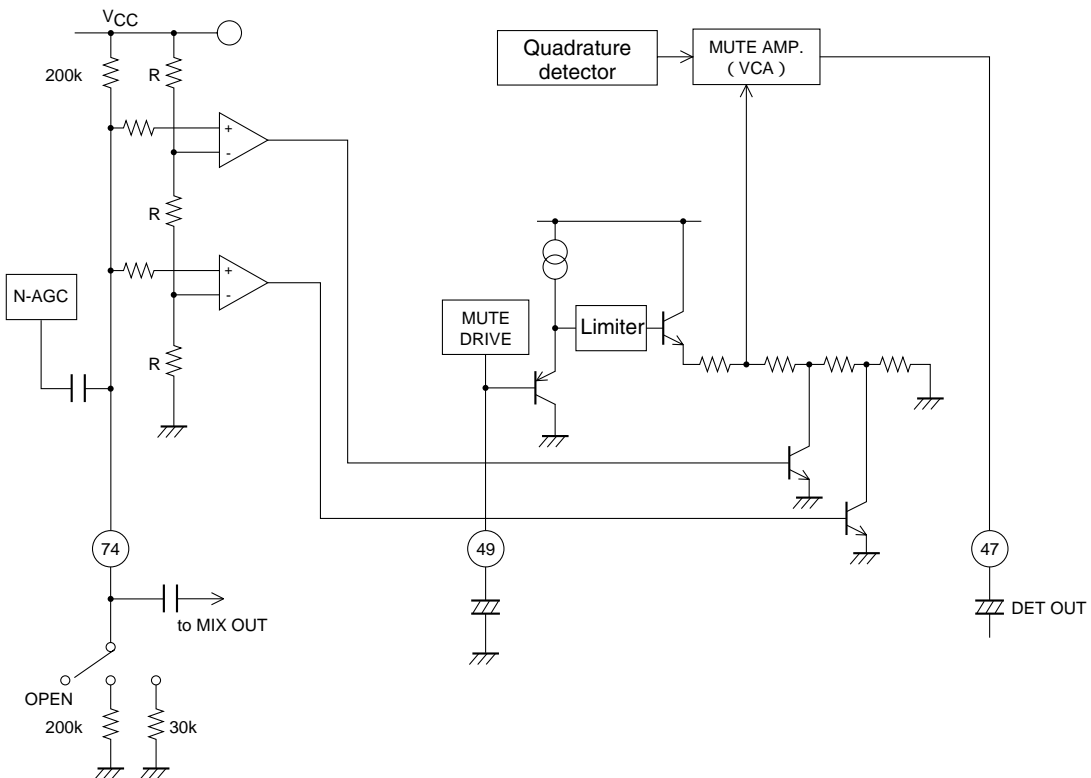 VCC
200k
R
+
-
R
+
-
N-AGC
R
74
to MIX OUT
OPEN
200k
30k
Quadrature
detector
MUTE AMP.
( VCA )
MUTE
DRIVE
Limiter
49
47
DET OUT